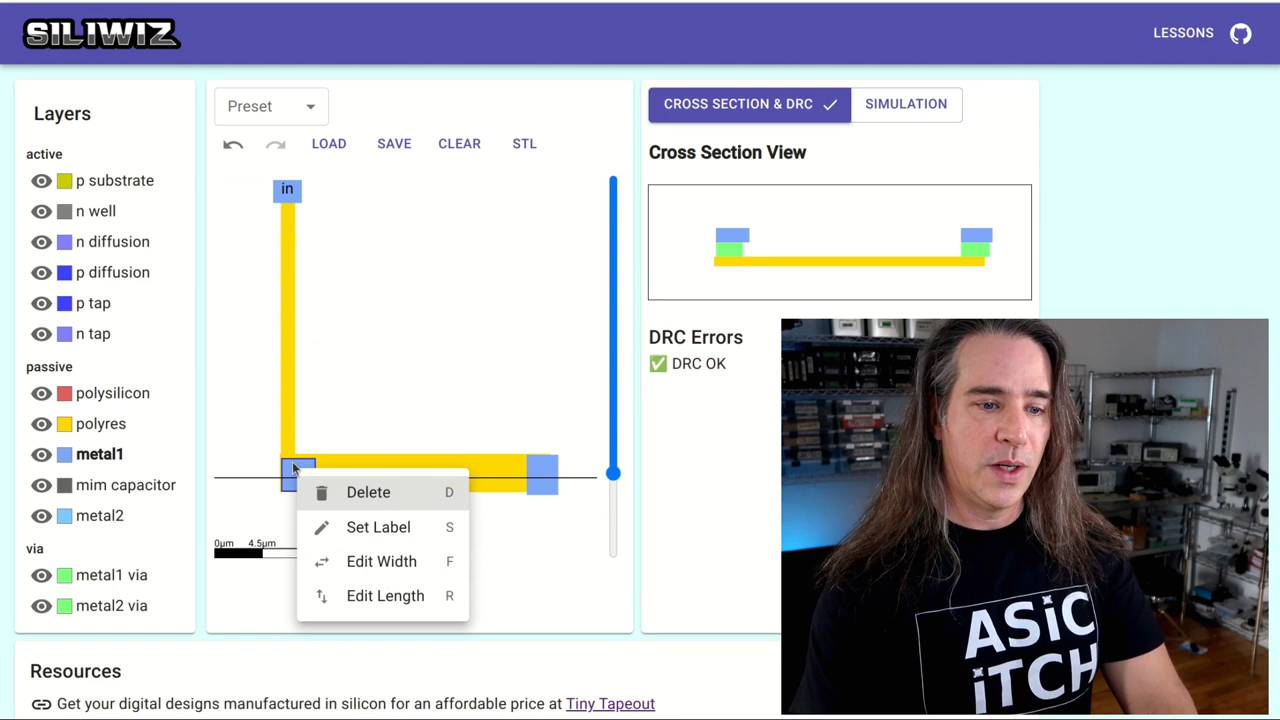 SILIWIZ
LESSONS
Layers
active
p substrate
n well
n diffusion
p diffusion
p tap
n tap
passive
polysilicon
polyres
metal1
mim capacitor
metal2
via
metal1 via
metal2 via
Preset
LOAD SAVE CLEAR STL
in
0μm 4.5μm
Delete D
Set Label S
Edit Width F
Edit Length R
CROSS SECTION & DRC SIMULATION
Cross Section View
DRC Errors
✅ DRC OK
ASiC
iTCH
Resources
Get your digital designs manufactured in silicon for an affordable price at Tiny Tapeout